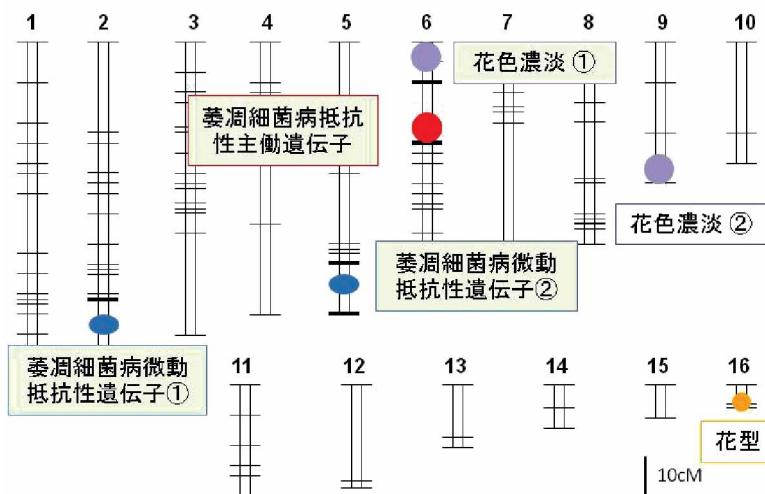 1 2 3 4 5 6 7 8 9 10
花色濃淡 ①
萎凋細菌病抵抗
性主働遺伝子
花色濃淡 ②
萎凋細菌病微動
抵抗性遺伝子②
萎凋細菌病微動
抵抗性遺伝子①
11 12 13 14 15 16
花型
10cM